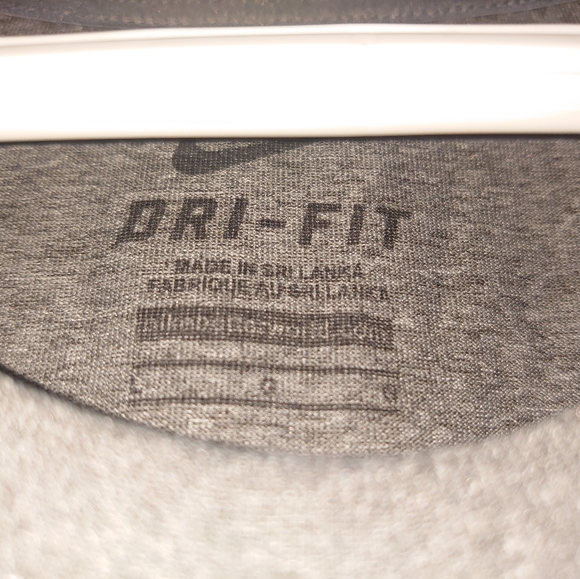 DRI-FIT
MADE IN SRI LANKA
FABRIQUE AU SRI LANKA
L G G